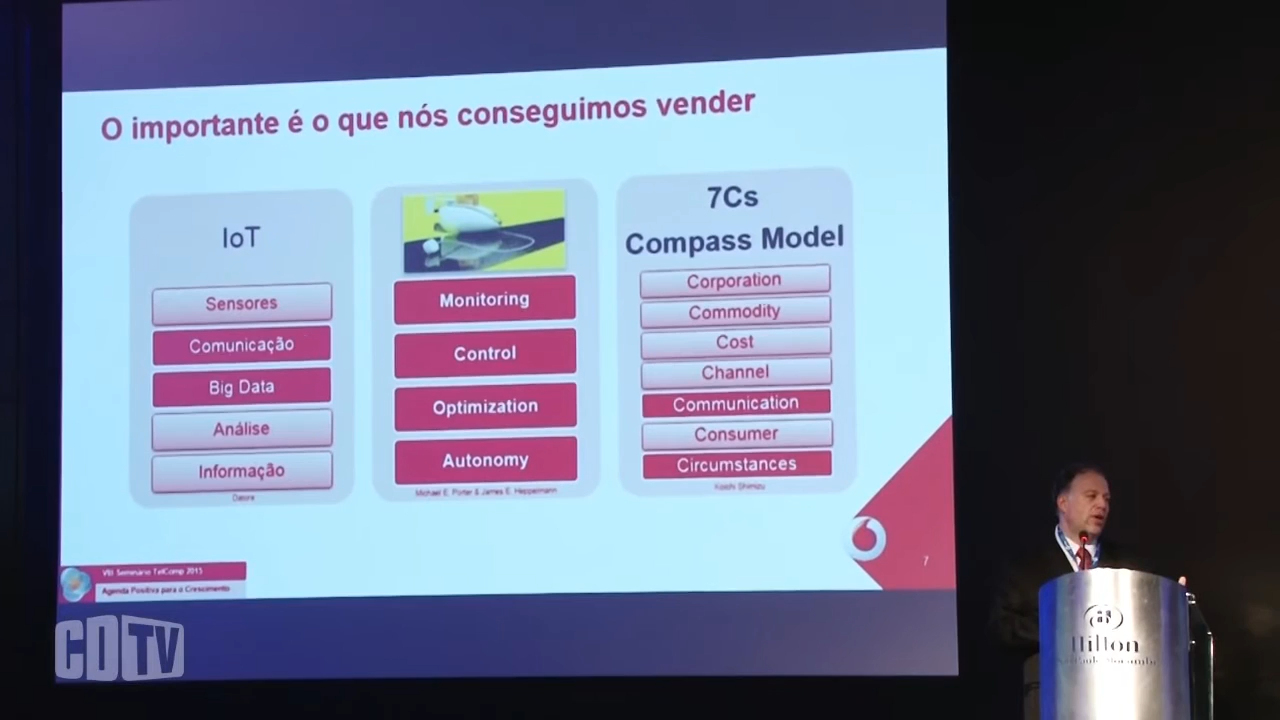 O importante é o que nós conseguimos vender
IoT
Sensores
Comunicação
Big Data
Análise
Informação
Datora
Monitoring
Control
Optimization
Autonomy
Michael E. Porter & James E. Heppelmann
7Cs
Compass Model
Corporation
Commodity
Cost
Channel
Communication
Consumer
Circumstances
Koichi Shimizu
VIII Seminário TelComp 2015
Agenda Positiva para o Crescimento
7
CDTV
Hilton